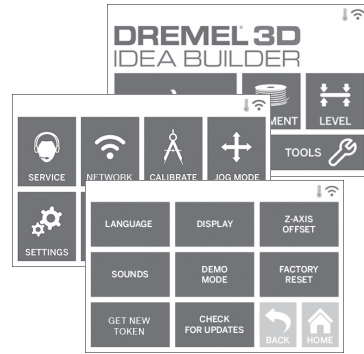 DREMEL 3D
IDEA BUILDER
LEVEL
TOOLS
SERVICE
NETWORK
CALIBRATE
JOG MODE
SETTINGS
LANGUAGE
DISPLAY
Z-AXIS
OFFSET
SOUNDS
DEMO
MODE
FACTORY
RESET
GET NEW
TOKEN
CHECK
FOR UPDATES
BACK
HOME